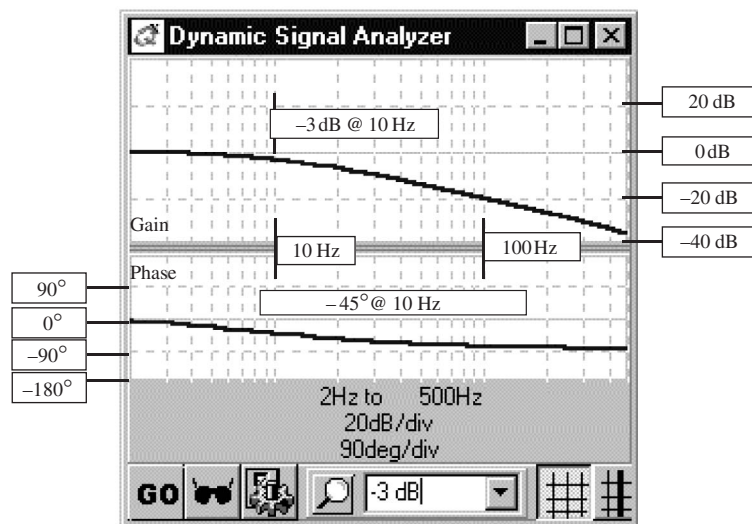 Dynamic Signal Analyzer
20 dB
–3 dB @ 10 Hz
0 dB
–20 dB
Gain
10 Hz
100 Hz
–40 dB
Phase
90°
–45° @ 10 Hz
0°
–90°
–180°
2Hz to 500Hz
20dB/div
90deg/div
GO
-3 dB